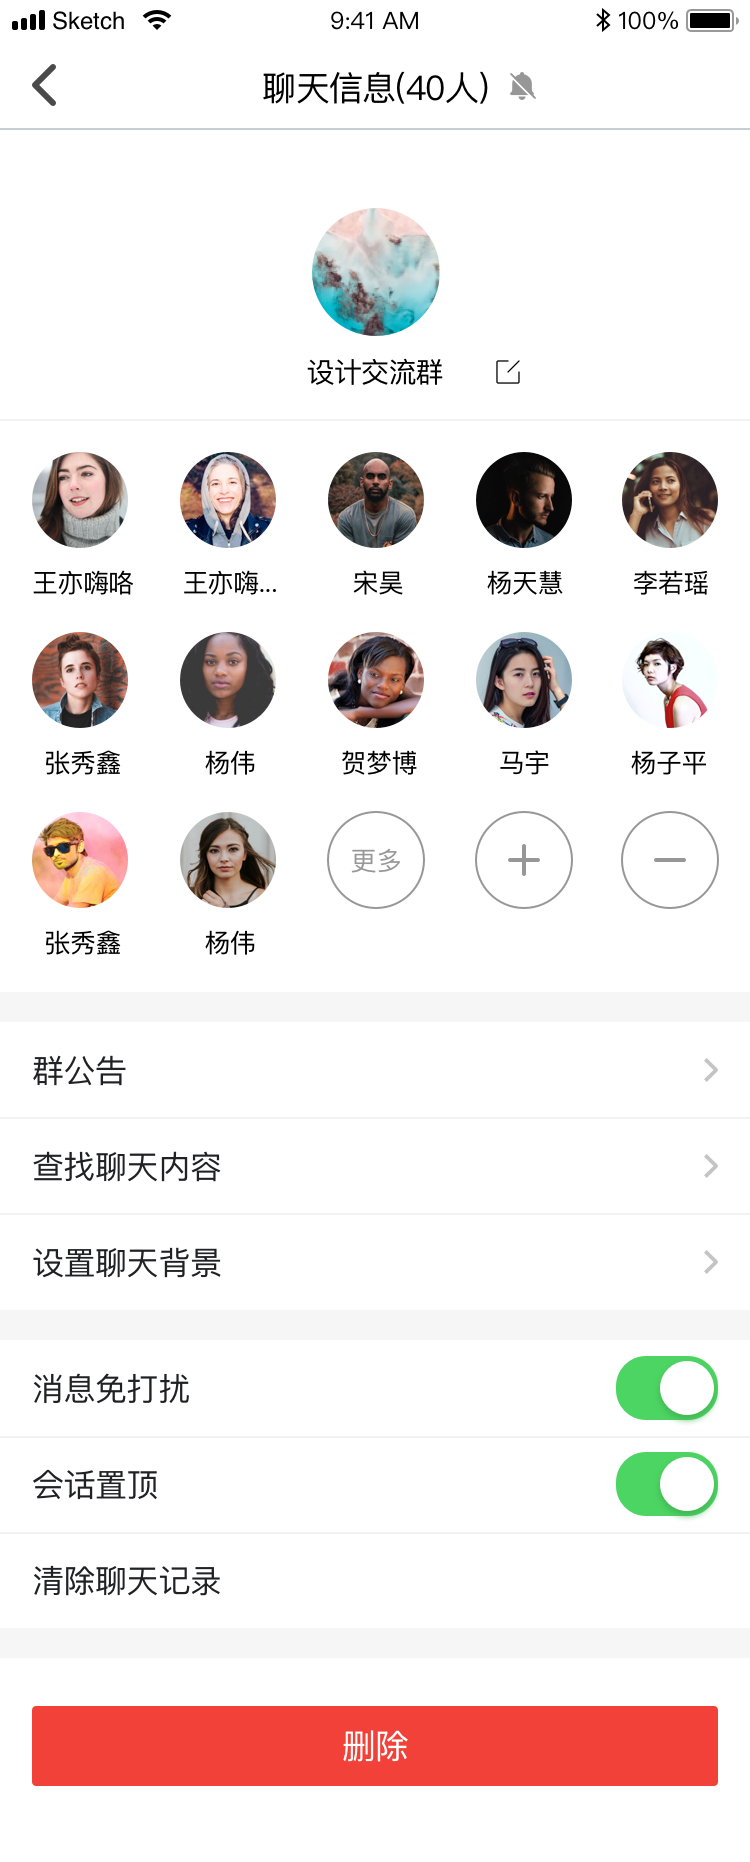 Sketch 9:41 AM 100%
聊天信息(40人)
设计交流群
王亦嗨咯 王亦嗨... 宋昊 杨天慧 李若瑶
张秀鑫 杨伟 贺梦博 马宇 杨子平
更多
张秀鑫 杨伟
群公告
查找聊天内容
设置聊天背景
消息免打扰
会话置顶
清除聊天记录
删除